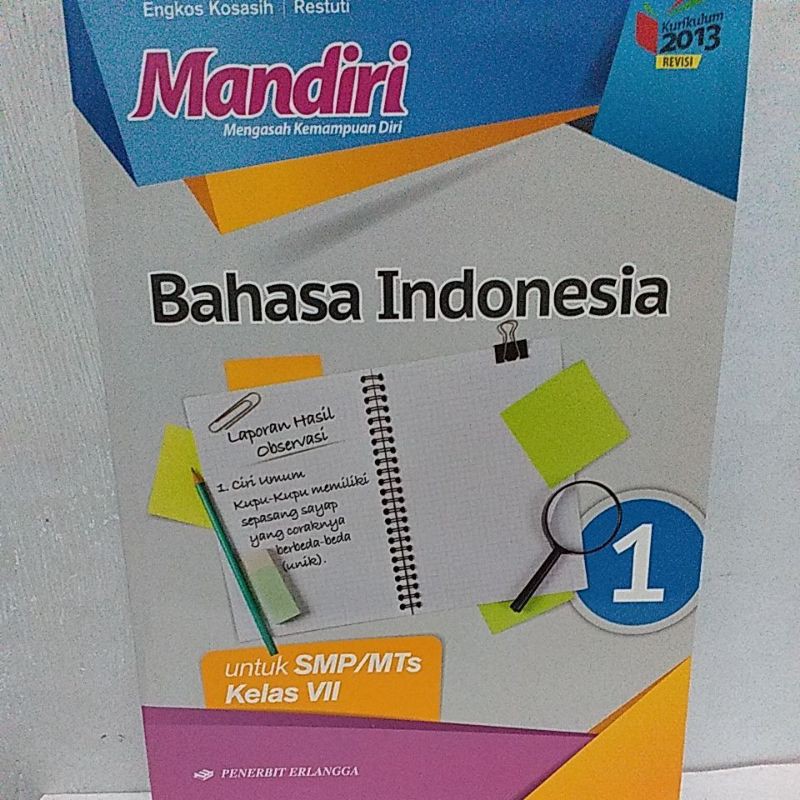 Engkos Kosasih | Restuti
Mandiri
Mengasah Kemampuan Diri
Kurikulum
2013
REVISI
Bahasa Indonesia
Laporan Hasil
Observasi
1. Ciri Umum
Kupu-Kupu memiliki
sepasang sayap
yang coraknya
berbeda-beda
(unik).
1
untuk SMP/MTs
Kelas VII
PENERBIT ERLANGGA